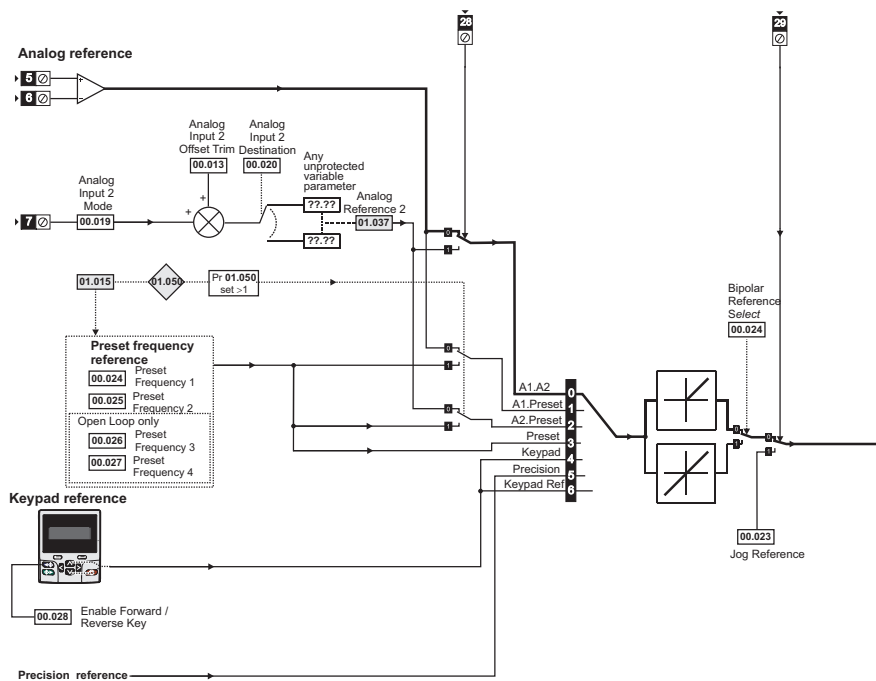 28
29
Analog reference
5
+
6
−
Analog
Input 2
Offset Trim
00.013
Analog
Input 2
Destination
00.020
Any
unprotected
variable
parameter
??.??
??.??
Analog
Input 2
Mode
7
00.019
+
+
Analog
Reference 2
01.037
0
1
01.015
01.050
Pr 01.050
set >1
Bipolar
Reference
Select
00.024
Preset frequency
reference
00.024
Preset
Frequency 1
00.025
Preset
Frequency 2
Open Loop only
00.026
Preset
Frequency 3
00.027
Preset
Frequency 4
0
1
0
1
A1.A2
0
A1.Preset
1
A2.Preset
2
Preset
3
Keypad
4
Precision
5
Keypad Ref
6
0
1
0
1
00.023
Jog Reference
Keypad reference
00.028
Enable Forward /
Reverse Key
Precision reference